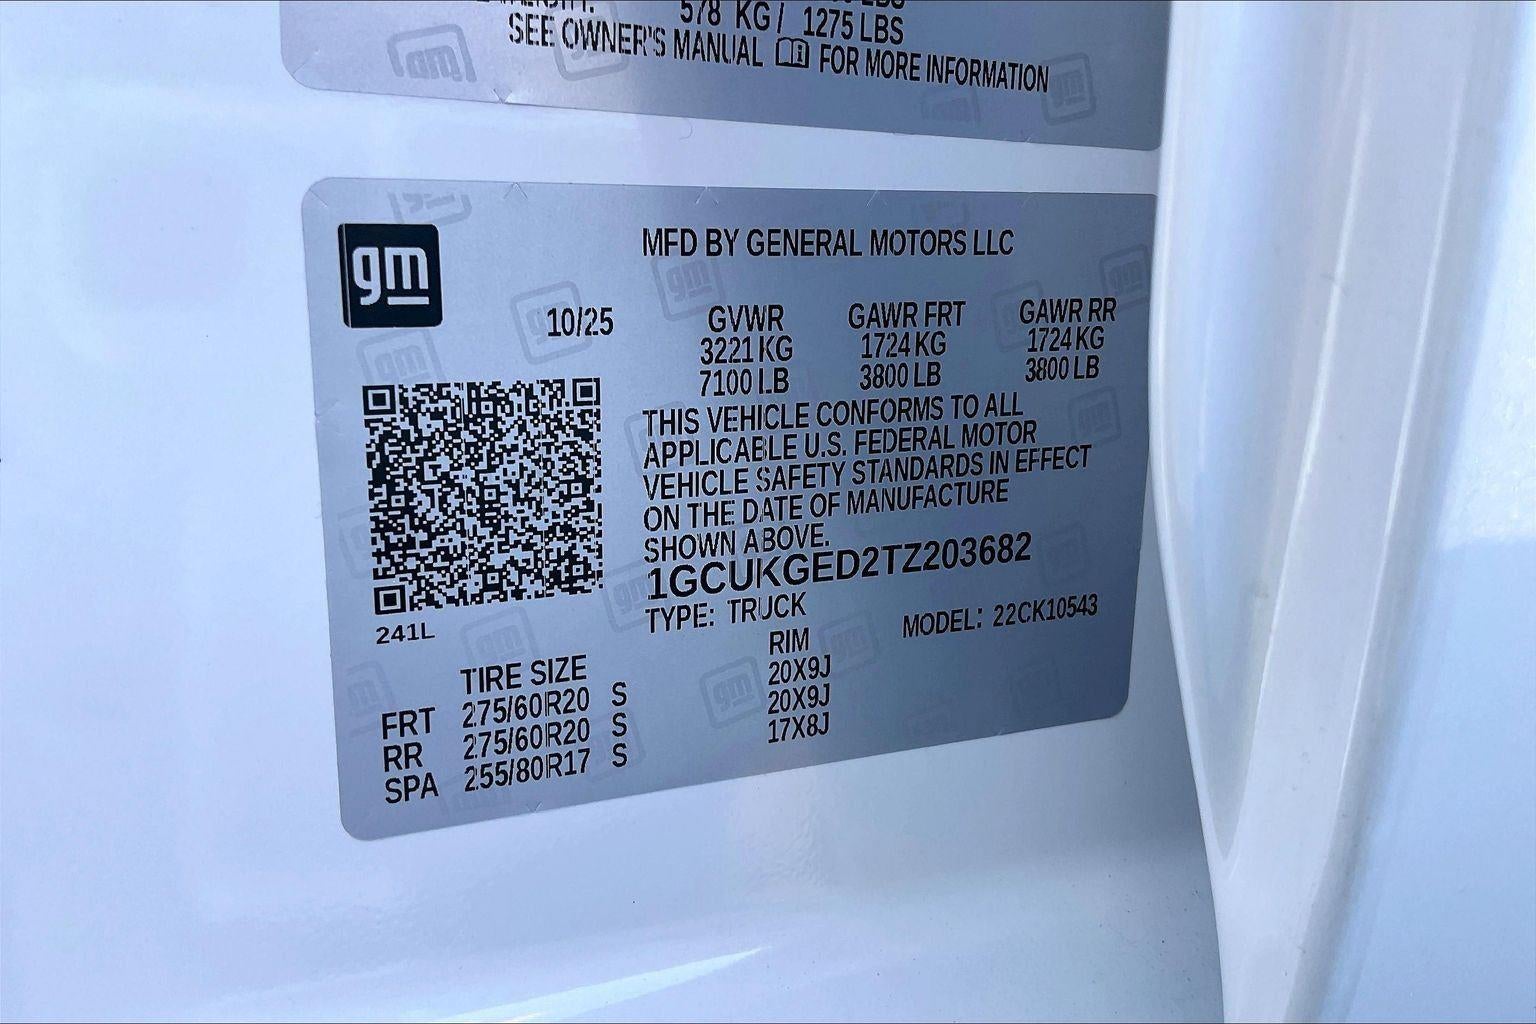 578 KG / 1275 LBS
SEE OWNER'S MANUAL FOR MORE INFORMATION
gm
MFD BY GENERAL MOTORS LLC
10/25 GVWR GAWR FRT GAWR RR
3221 KG 1724 KG 1724 KG
7100 LB 3800 LB 3800 LB
THIS VEHICLE CONFORMS TO ALL
APPLICABLE U.S. FEDERAL MOTOR
VEHICLE SAFETY STANDARDS IN EFFECT
ON THE DATE OF MANUFACTURE
SHOWN ABOVE.
1GCUKGED2TZ203682
TYPE: TRUCK MODEL: 22CK10543
241L
TIRE SIZE RIM
FRT 275/60R20 S 20X9J
RR 275/60R20 S 20X9J
SPA 255/80R17 S 17X8J